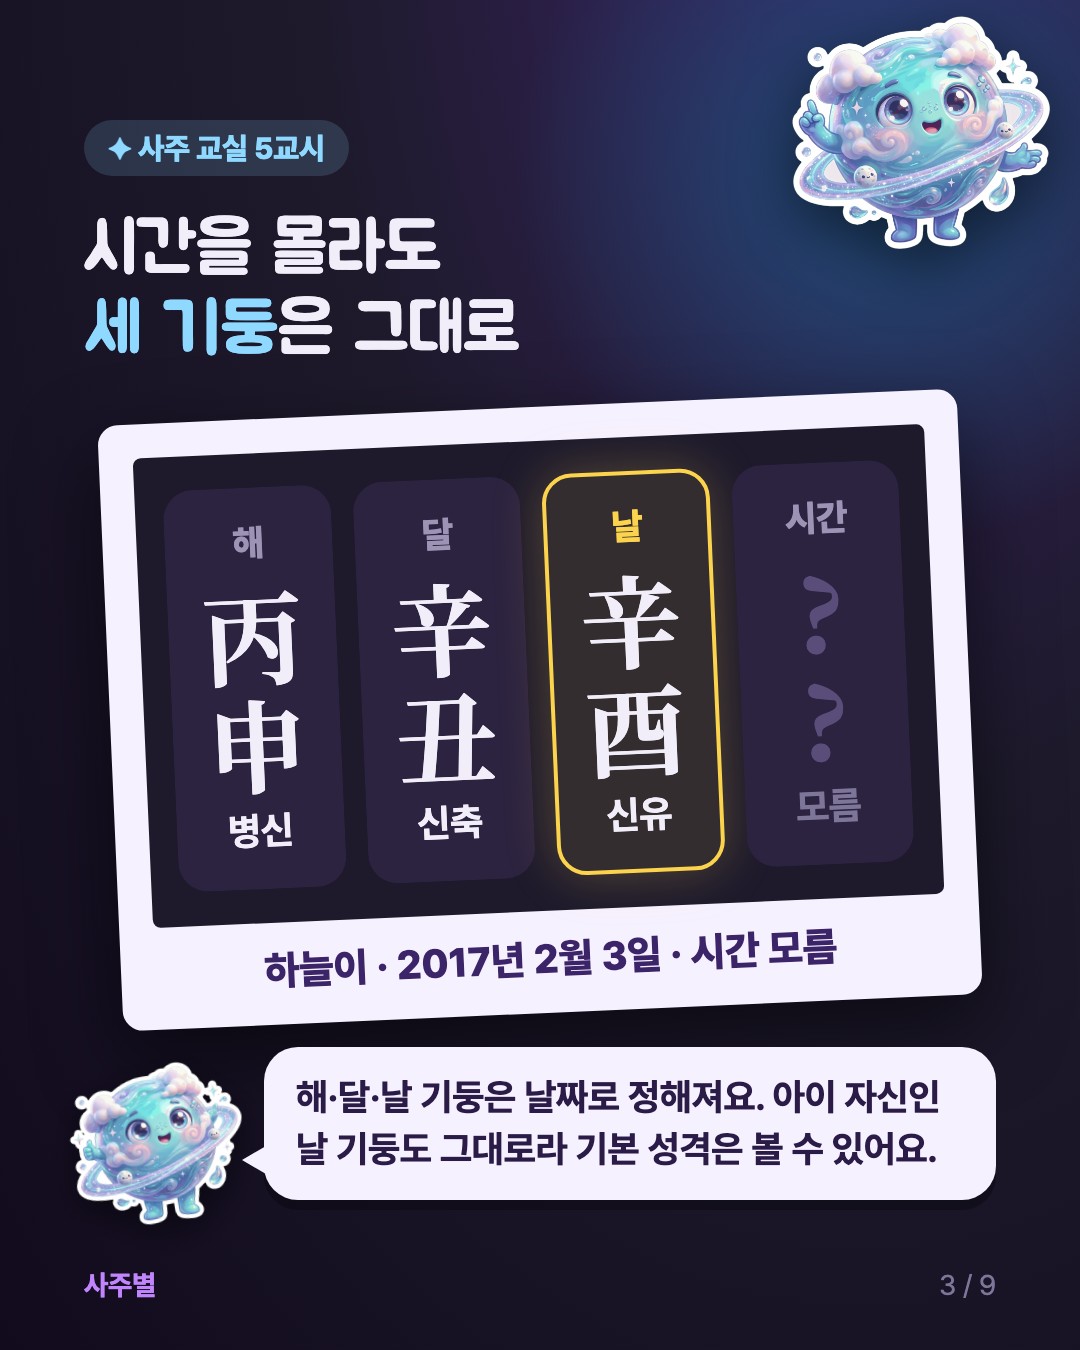 ✦ 사주 교실 5교시
시간을 몰라도
세 기둥은 그대로
해
丙
申
병신
달
辛
丑
신축
날
辛
酉
신유
시간
?
?
모름
하늘이 · 2017년 2월 3일 · 시간 모름
해·달·날 기둥은 날짜로 정해져요. 아이 자신인
날 기둥도 그대로라 기본 성격은 볼 수 있어요.
사주별
3 / 9